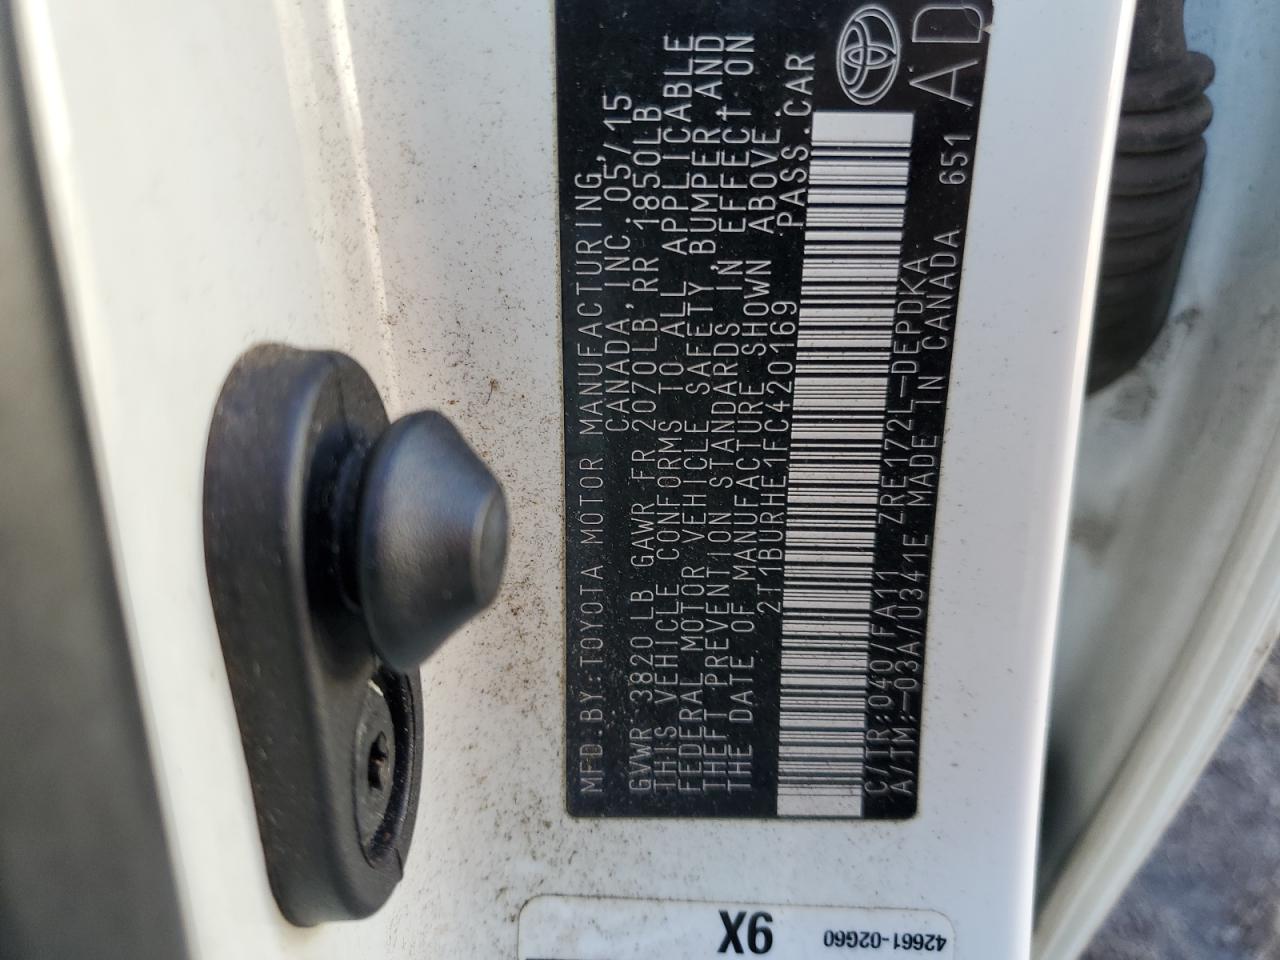 MFD.BY:TOYOTA MOTOR MANUFACTURING,
CANADA, INC. 05/15
GVWR 3820 LB GAWR FR 2070LB, RR 1850LB
THIS VEHICLE CONFORMS TO ALL APPLICABLE
FEDERAL MOTOR VEHICLE SAFETY, BUMPER AND
THEFT PREVENTION STANDARDS IN EFFECT ON
THE DATE OF MANUFACTURE SHOWN ABOVE.
2T1BURHE1FC420169 PASS.CAR
C/TR:040/FA11 ZRE172L-DEPDKA
A/TM:-03A/U341E MADE IN CANADA 651
AD
9X
42661-02G60